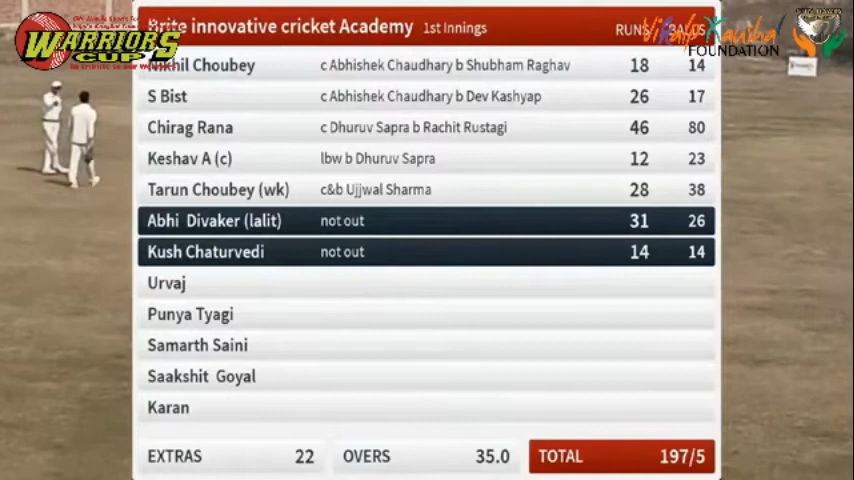 Brite innovative cricket Academy 1st Innings RUNS BALLS
WARRIORS
CUP
Vikalp Kauba
FOUNDATION
Choubey c Abhishek Chaudhary b Shubham Raghav 18 14
S Bist c Abhishek Chaudhary b Dev Kashyap 26 17
Chirag Rana c Dhuruv Sapra b Rachit Rustagi 46 80
Keshav A (c) lbw b Dhuruv Sapra 12 23
Tarun Choubey (wk) c&b Ujjwal Sharma 28 38
Abhi Divaker (lalit) not out 31 26
Kush Chaturvedi not out 14 14
Urvaj
Punya Tyagi
Samarth Saini
Saakshit Goyal
Karan
EXTRAS 22 OVERS 35.0 TOTAL 197/5